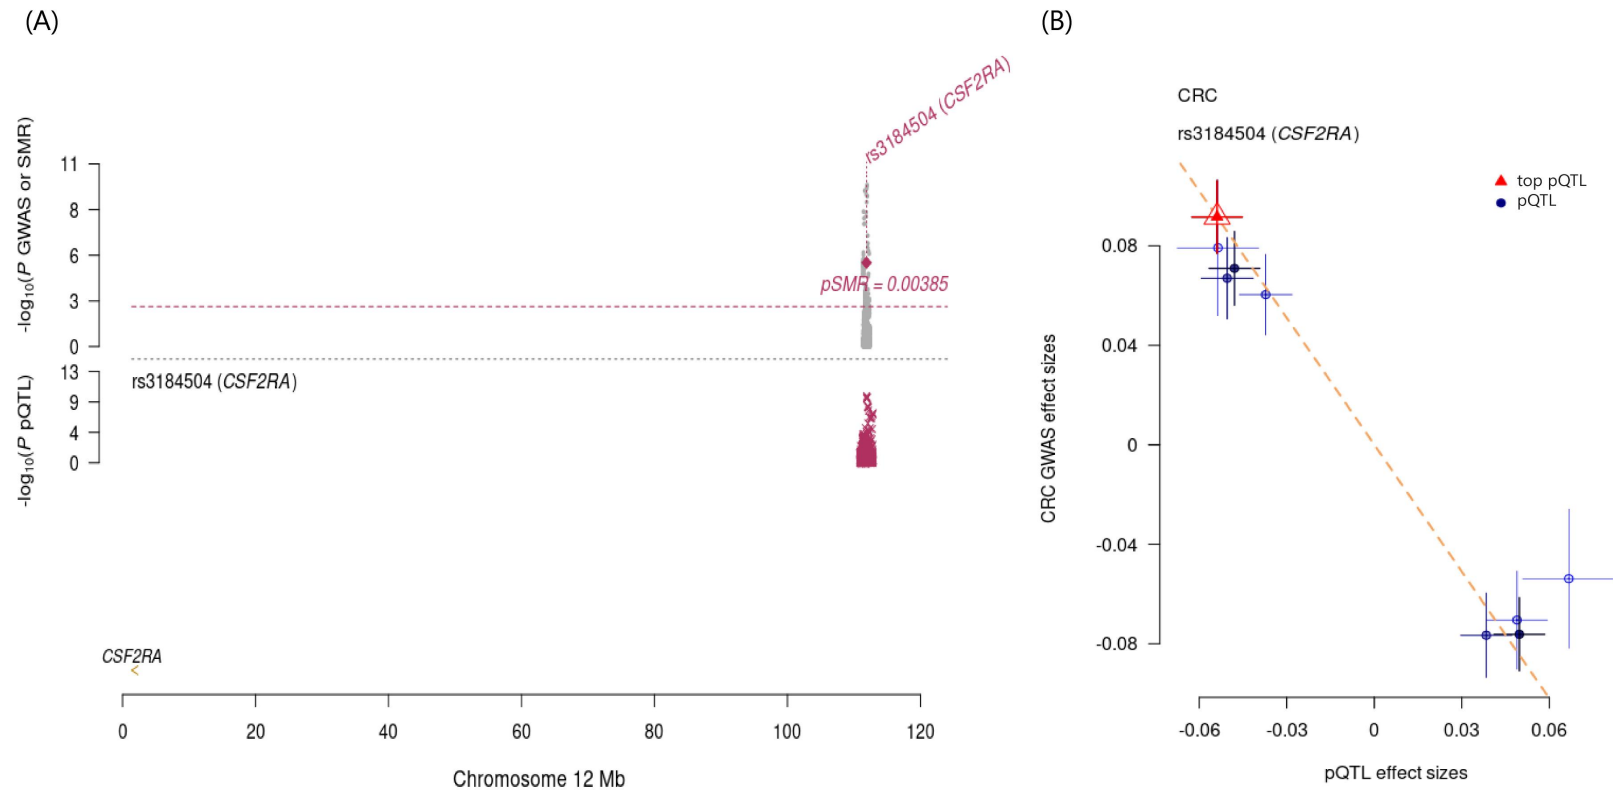 (A)
rs3184504 (CSF2RA)
-log10(P GWAS or SMR)
11
8
6
3
0
pSMR = 0.00385
-log10(P pQTL)
13
9
4
0
rs3184504 (CSF2RA)
CSF2RA
<
0 20 40 60 80 100 120
Chromosome 12 Mb
(B)
CRC
rs3184504 (CSF2RA)
top pQTL
pQTL
CRC GWAS effect sizes
0.08
0.04
0
-0.04
-0.08
-0.06 -0.03 0 0.03 0.06
pQTL effect sizes